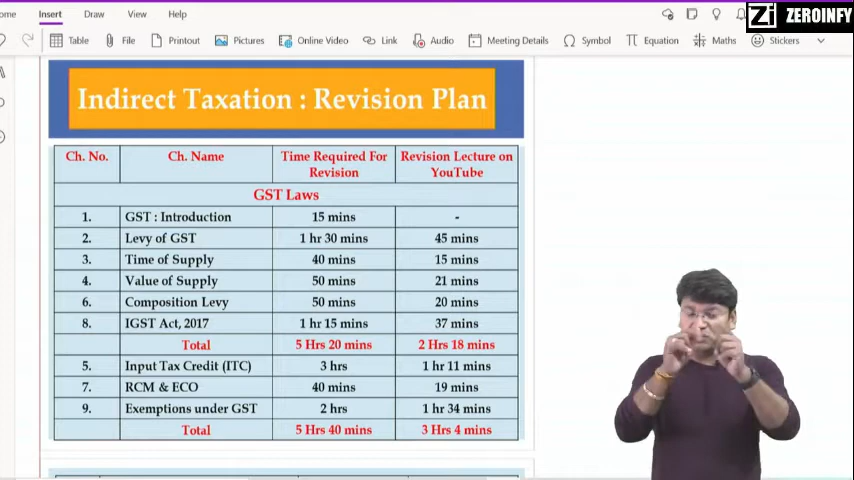 ome Insert Draw View Help
Zi ZEROINFY
Table File Printout Pictures Online Video Link Audio Meeting Details Symbol Equation Maths Stickers
Indirect Taxation : Revision Plan
Ch. No. Ch. Name Time Required For Revision Revision Lecture on YouTube
GST Laws
1. GST : Introduction 15 mins -
2. Levy of GST 1 hr 30 mins 45 mins
3. Time of Supply 40 mins 15 mins
4. Value of Supply 50 mins 21 mins
6. Composition Levy 50 mins 20 mins
8. IGST Act, 2017 1 hr 15 mins 37 mins
Total 5 Hrs 20 mins 2 Hrs 18 mins
5. Input Tax Credit (ITC) 3 hrs 1 hr 11 mins
7. RCM & ECO 40 mins 19 mins
9. Exemptions under GST 2 hrs 1 hr 34 mins
Total 5 Hrs 40 mins 3 Hrs 4 mins